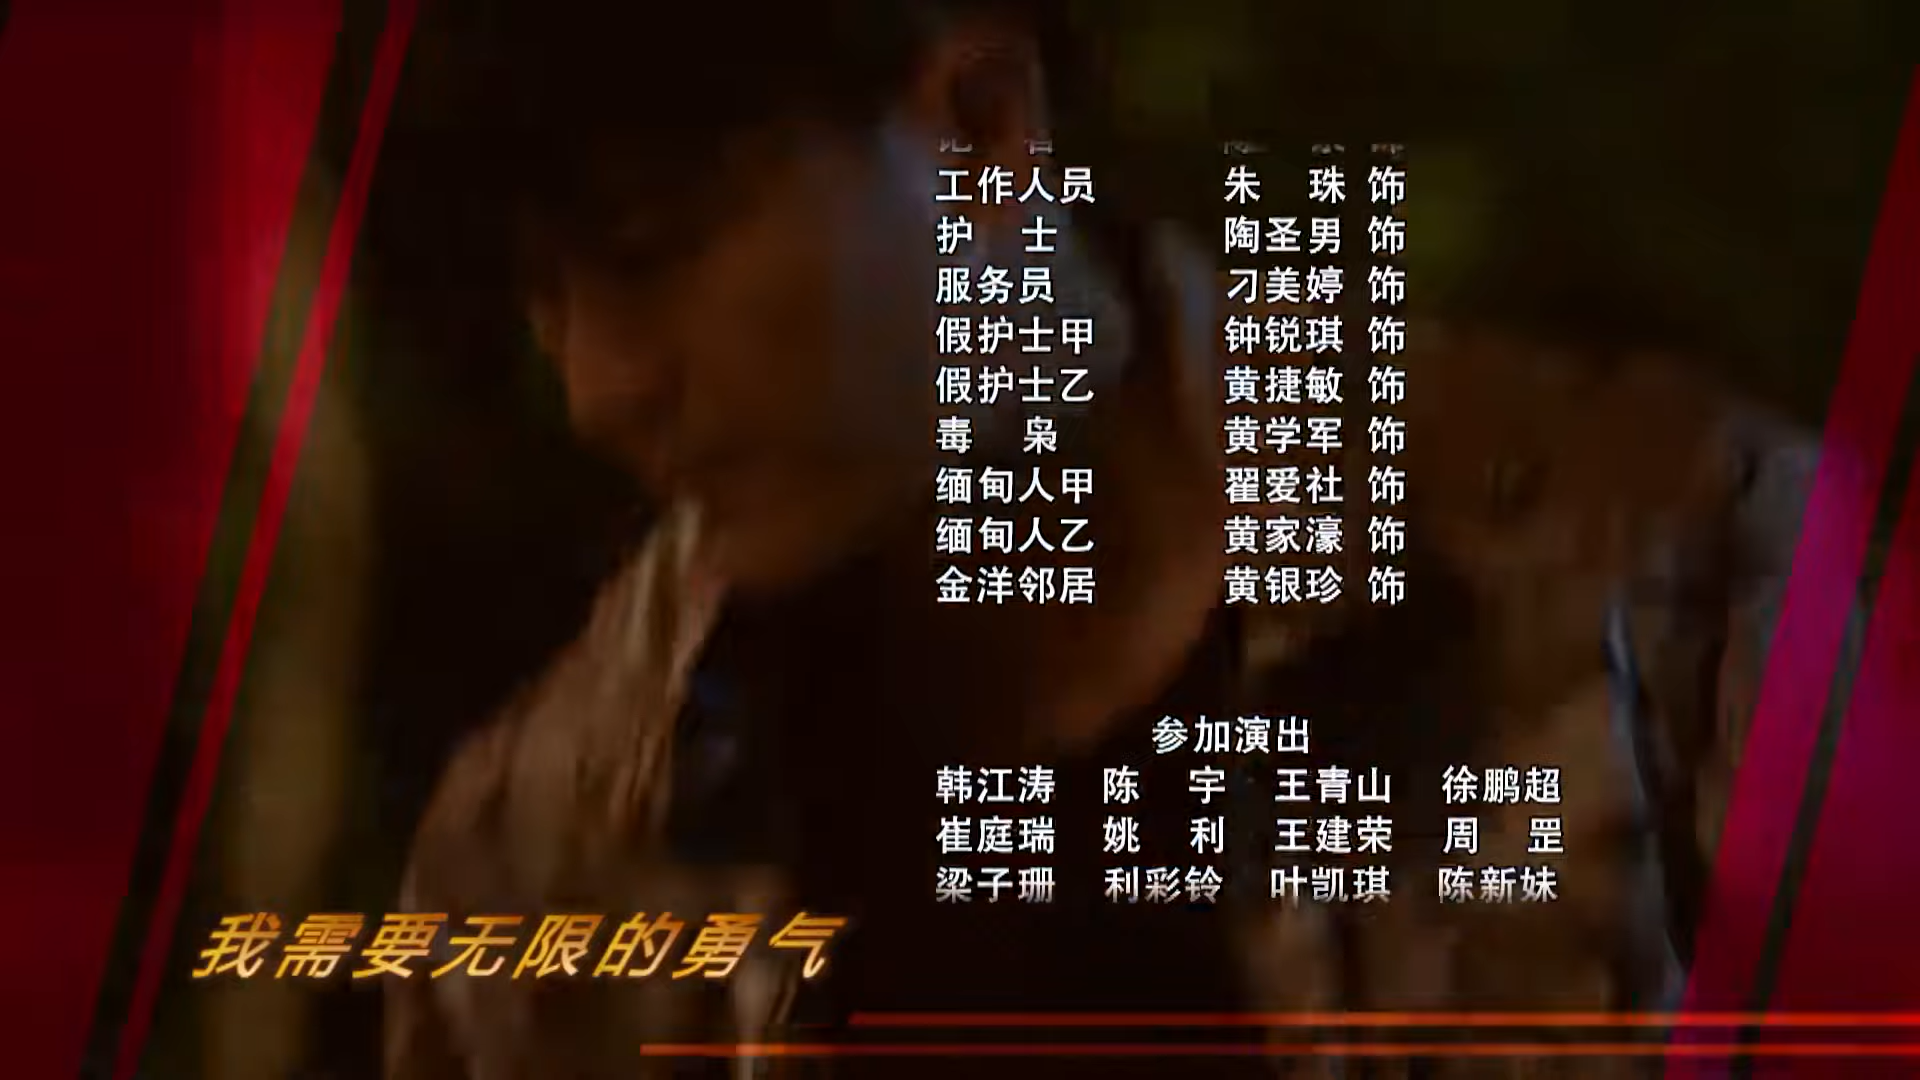 工作人员 朱 珠 饰
护 士 陶圣男 饰
服务员 刁美婷 饰
假护士甲 钟锐琪 饰
假护士乙 黄捷敏 饰
毒 枭 黄学军 饰
缅甸人甲 翟爱社 饰
缅甸人乙 黄家濠 饰
金洋邻居 黄银珍 饰
参加演出
韩江涛 陈 宇 王青山 徐鹏超
崔庭瑞 姚 利 王建荣 周 罡
梁子珊 利彩铃 叶凯琪 陈新妹
我需要无限的勇气